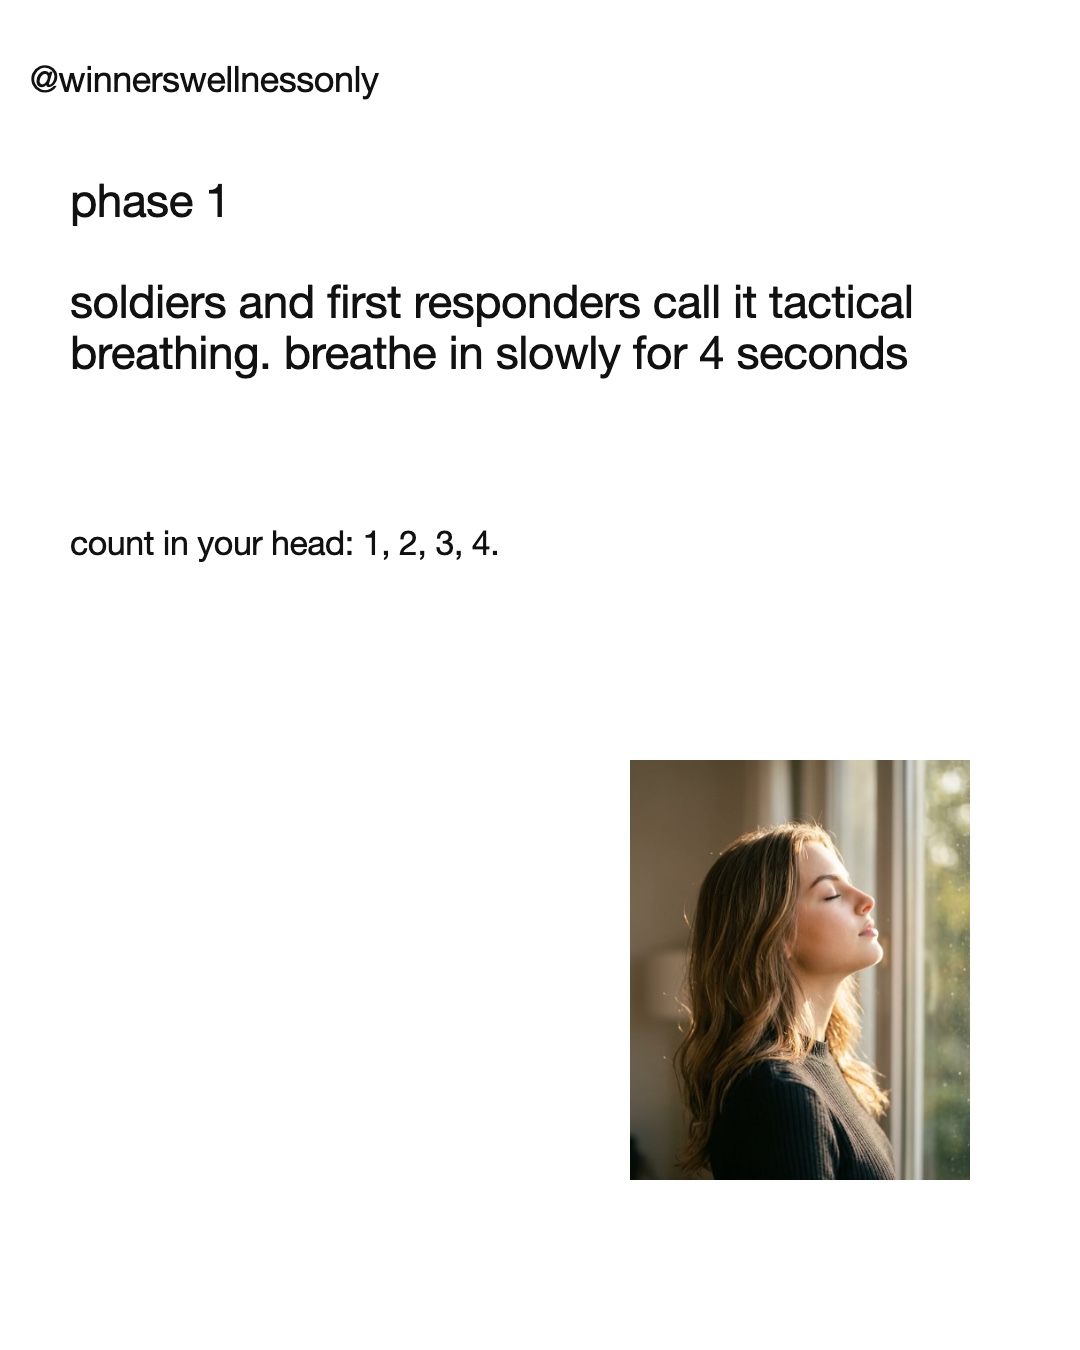 @winnerswellnessonly
phase 1
soldiers and first responders call it tactical
breathing. breathe in slowly for 4 seconds
count in your head: 1, 2, 3, 4.